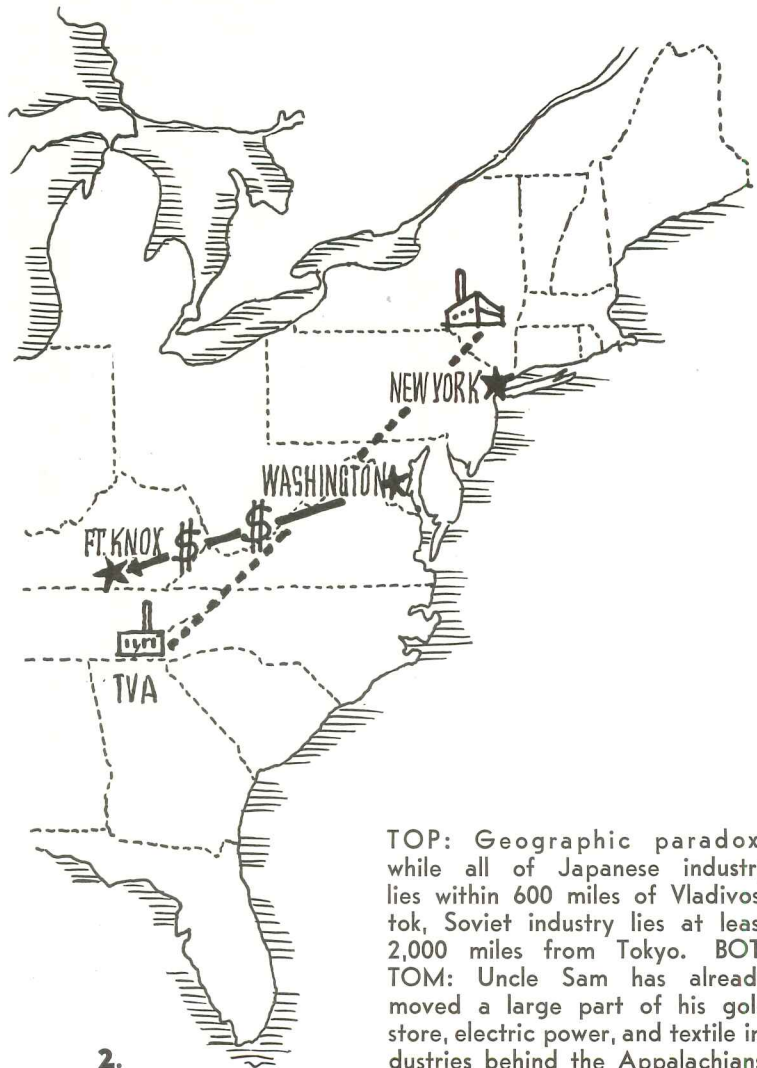 NEW YORK
WASHINGTON
$ $
FT. KNOX
TVA
TOP: Geographic paradox
while all of Japanese industr
lies within 600 miles of Vladivos
tok, Soviet industry lies at leas
2,000 miles from Tokyo. BOT
TOM: Uncle Sam has alread
moved a large part of his gol
store, electric power, and textile in
dustries behind the Appalachians
2.